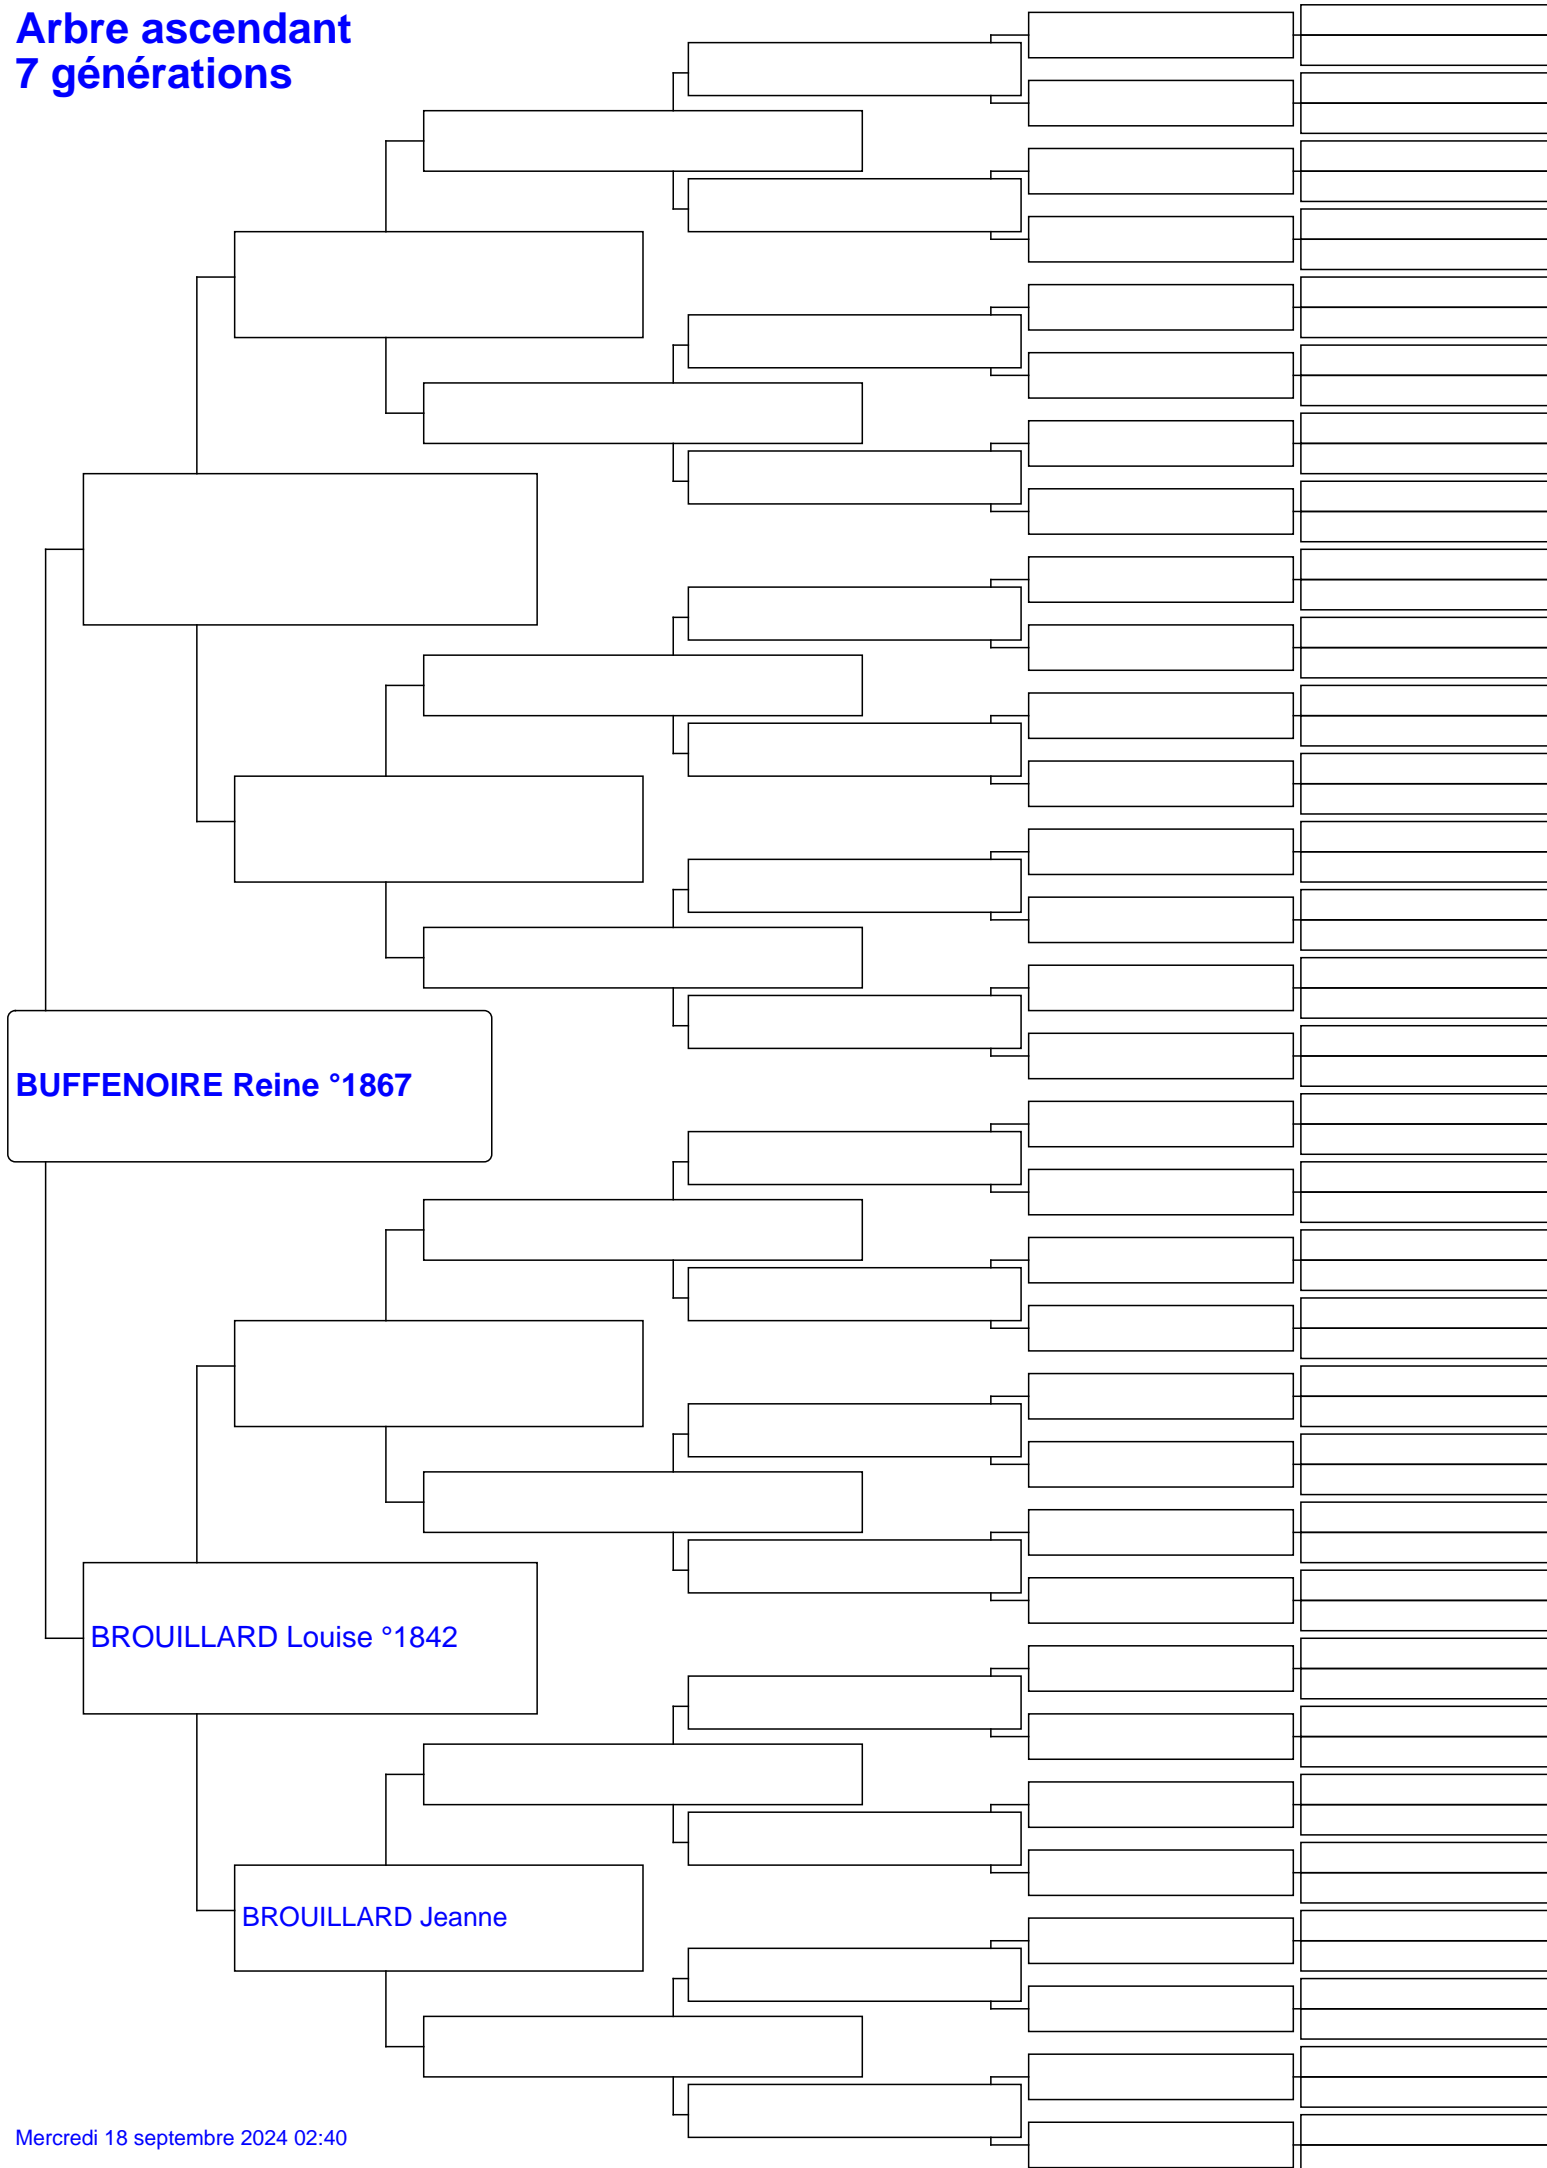 Arbre ascendant
7 générations
BUFFENOIRE Reine °1867
BROUILLARD Louise °1842
BROUILLARD Jeanne
Mercredi 18 septembre 2024 02:40